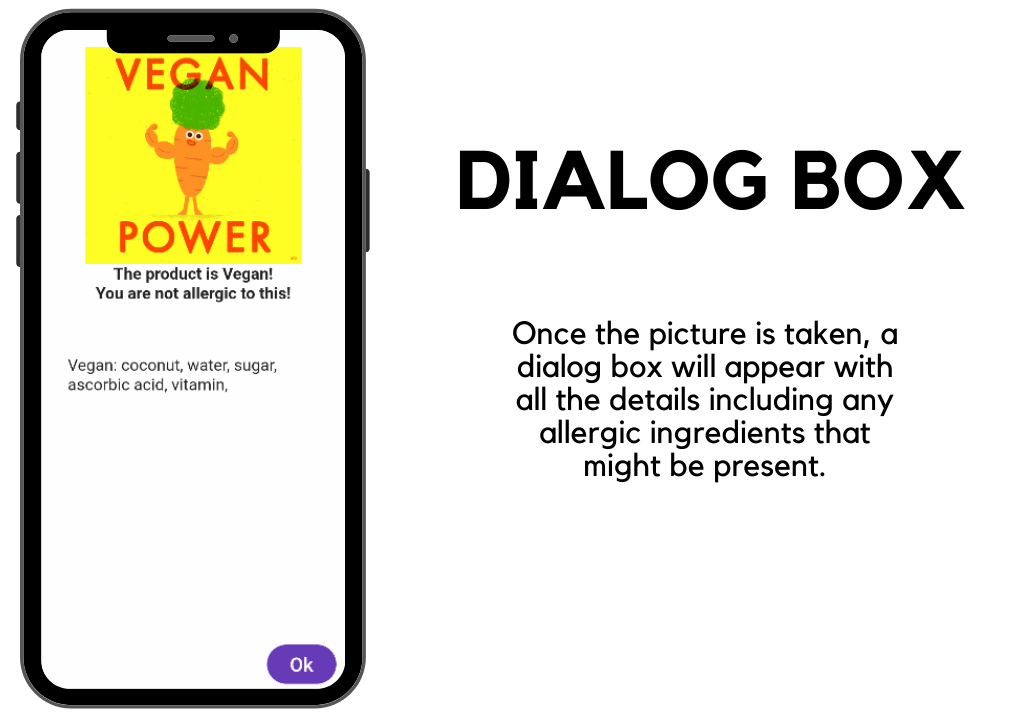 VEGAN
POWER
The product is Vegan!
You are not allergic to this!
Vegan: coconut, water, sugar,
ascorbic acid, vitamin,
Ok
DIALOG BOX
Once the picture is taken, a
dialog box will appear with
all the details including any
allergic ingredients that
might be present.